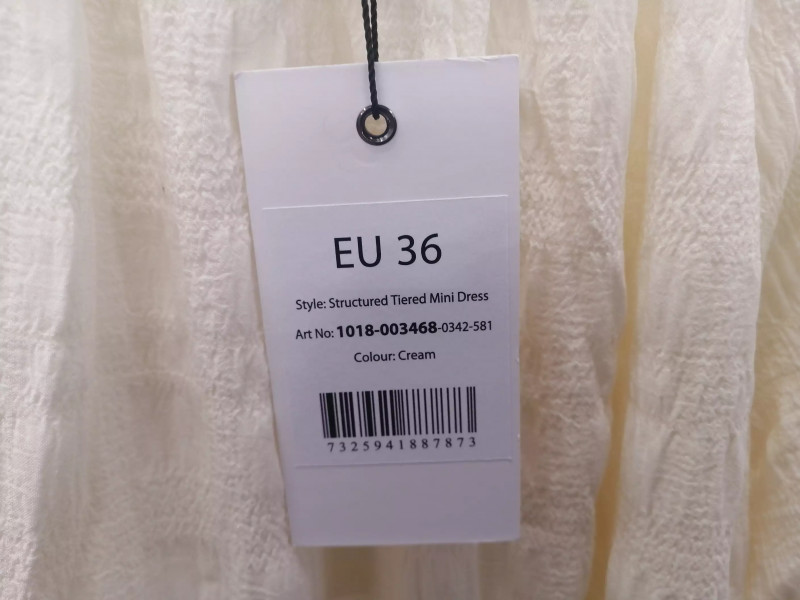 EU 36
Style: Structured Tiered Mini Dress
Art No: 1018-003468-0342-581
Colour: Cream
7325941887873